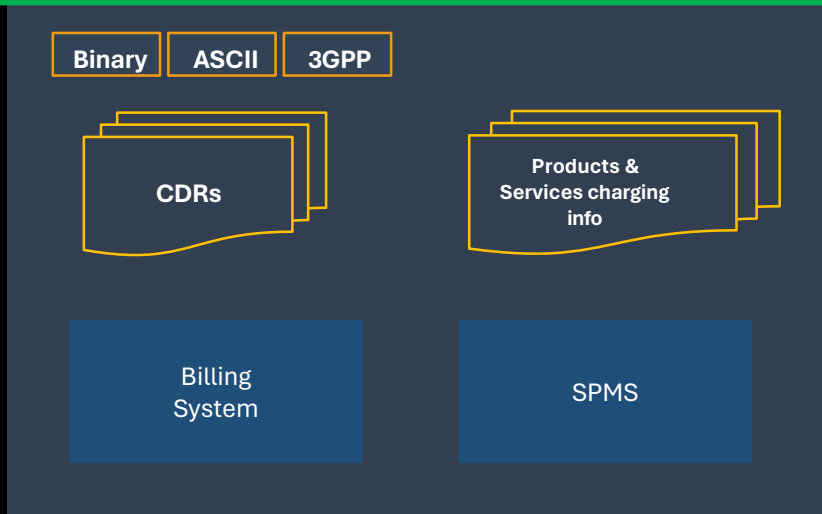 Binary
ASCII
3GPP
CDRs
Products &
Services charging
info
Billing
System
SPMS